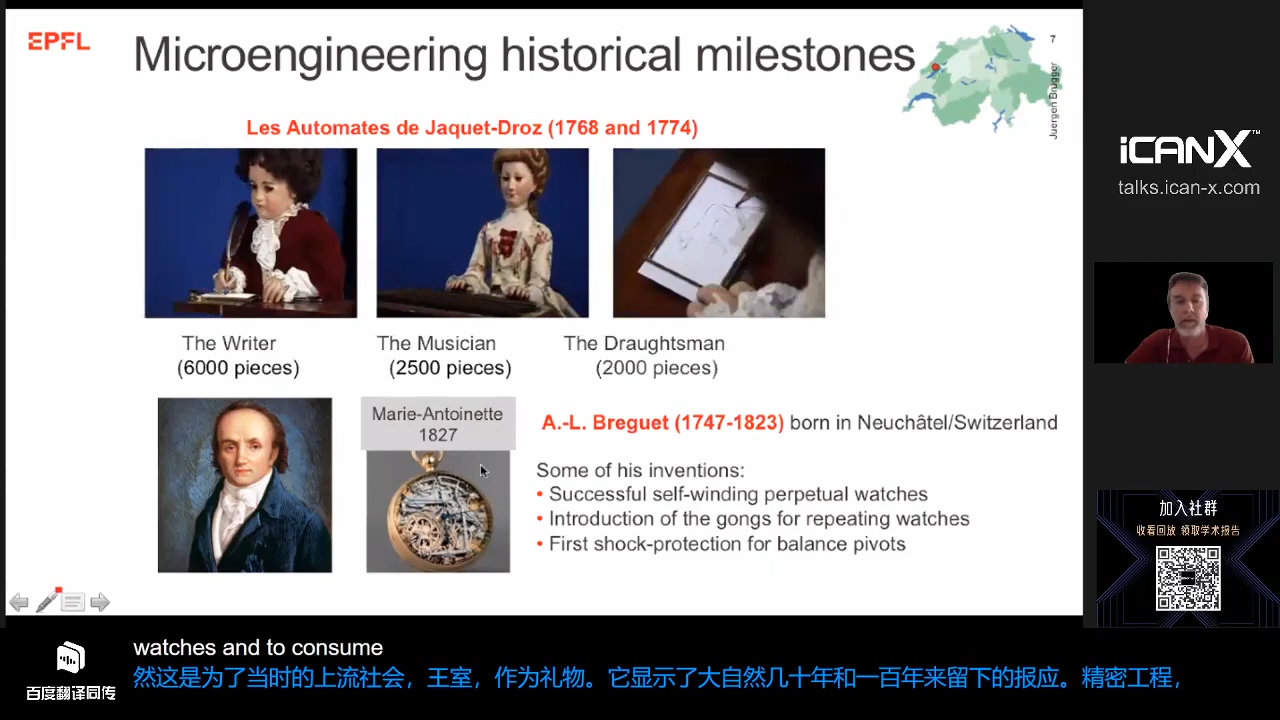 EPFL
Microengineering historical milestones
7
Juergen Brugger
Les Automates de Jaquet-Droz (1768 and 1774)
The Writer
(6000 pieces)
The Musician
(2500 pieces)
The Draughtsman
(2000 pieces)
Marie-Antoinette
1827
A.-L. Breguet (1747-1823) born in Neuchâtel/Switzerland
Some of his inventions:
• Successful self-winding perpetual watches
• Introduction of the gongs for repeating watches
• First shock-protection for balance pivots
iCANX™
talks.ican-x.com
加入社群
收看回放 领取学术报告
百度翻译同传
watches and to consume
然这是为了当时的上流社会，王室，作为礼物。它显示了大自然几十年和一百年来留下的报应。精密工程，